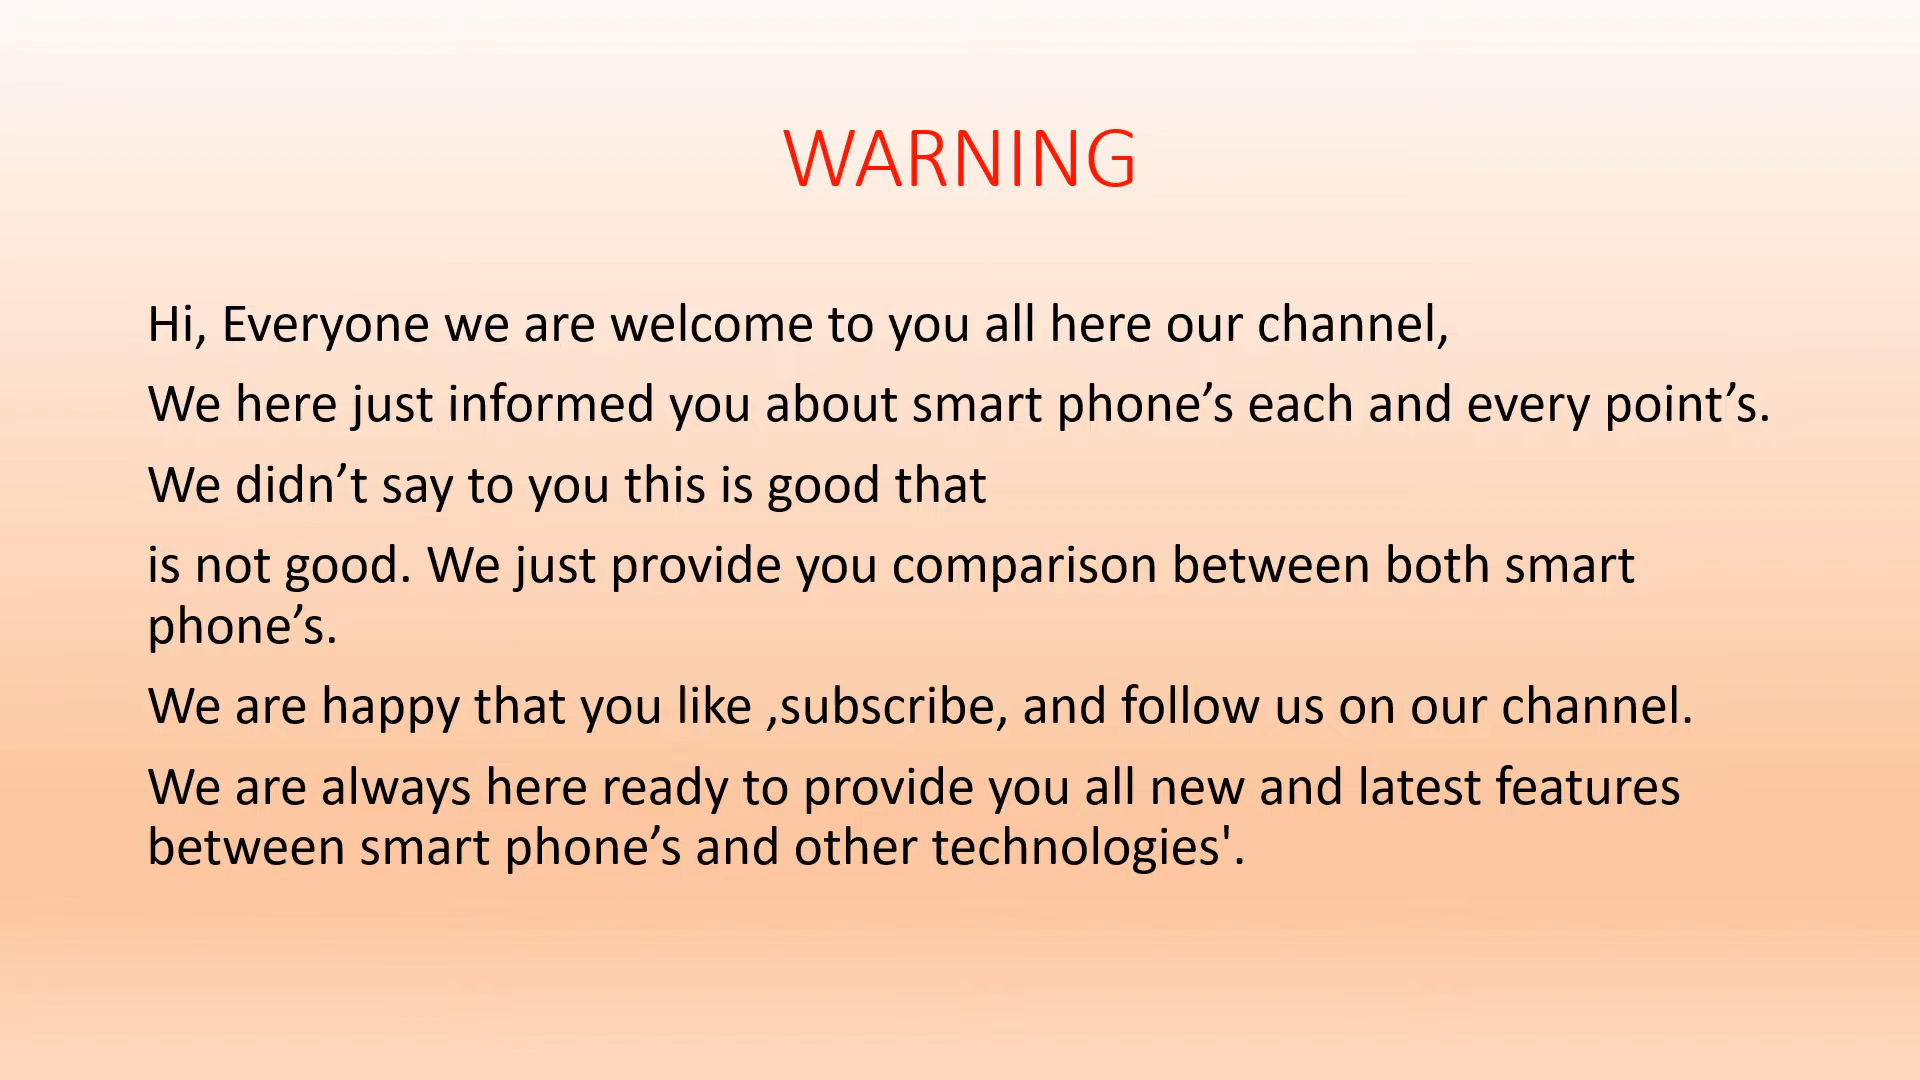 WARNING
Hi, Everyone we are welcome to you all here our channel,
We here just informed you about smart phone’s each and every point’s.
We didn’t say to you this is good that
is not good. We just provide you comparison between both smart
phone’s.
We are happy that you like ,subscribe, and follow us on our channel.
We are always here ready to provide you all new and latest features
between smart phone’s and other technologies'.